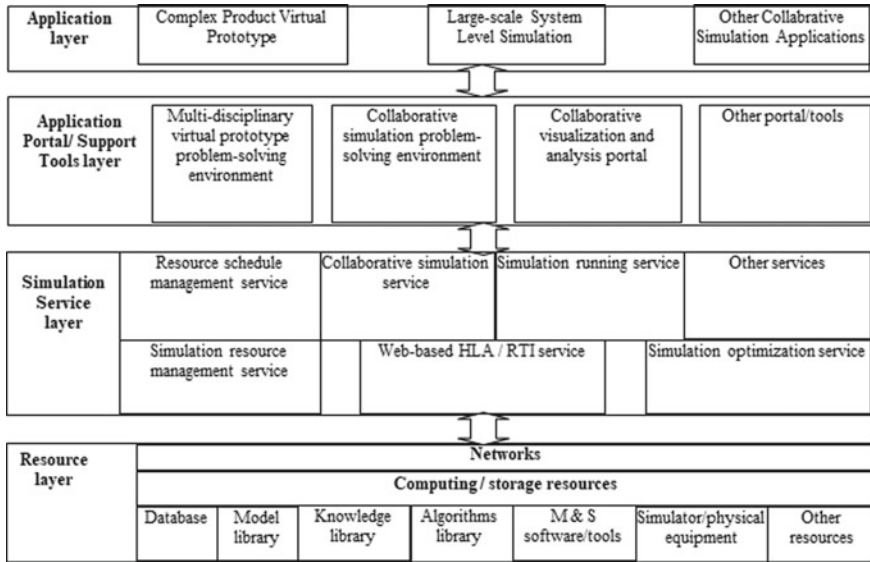 Application
layer
Complex Product Virtual
Prototype
Large-scale System
Level Simulation
Other Collabrative
Simulation Applications
Application
Portal/ Support
Tools layer
Multi-disciplinary
virtual prototype
problem-solving
environment
Collaborative
simulation problem-
solving environment
Collaborative
visualization and
analysis portal
Other portal/tools
Simulation
Service
layer
Resource schedule
management service
Collaborative simulation
service
Simulation running service
Other services
Simulation resource
management service
Web-based HLA / RTI service
Simulation optimization service
Resource
layer
Networks
Computing / storage resources
Database
Model
library
Knowledge
library
Algorithms
library
M & S
software/tools
Simulator/physical
equipment
Other
resources